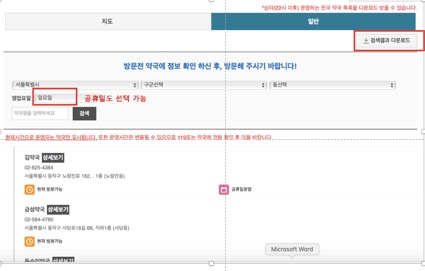 *심야(22시 이후) 운영하는 전국 약국 목록을 다운로드 받을 수 있습니다.
지도
일반
검색결과 다운로드
방문전 약국에 정보 확인 하신 후, 방문해 주시기 바랍니다!
서울특별시
구군선택
동선택
영업요일
일요일
공휴일도 선택 가능
약국명을 입력하세요
검색
현재시간으로 운영되는 약국만 표시됩니다. 또한 운영시간은 변동될 수 있으므로 119또는 약국에 전화 확인 후 이용 바랍니다.
김약국 상세보기
02-825-4384
서울특별시 동작구 노량진로 162, . 1층 (노량진동)
현재 방문가능
공휴일운영
금성약국 상세보기
02-584-4780
서울특별시 동작구 사당로16길 88, 지하1층 (사당동)
현재 방문가능
Microsoft Word
상세보기